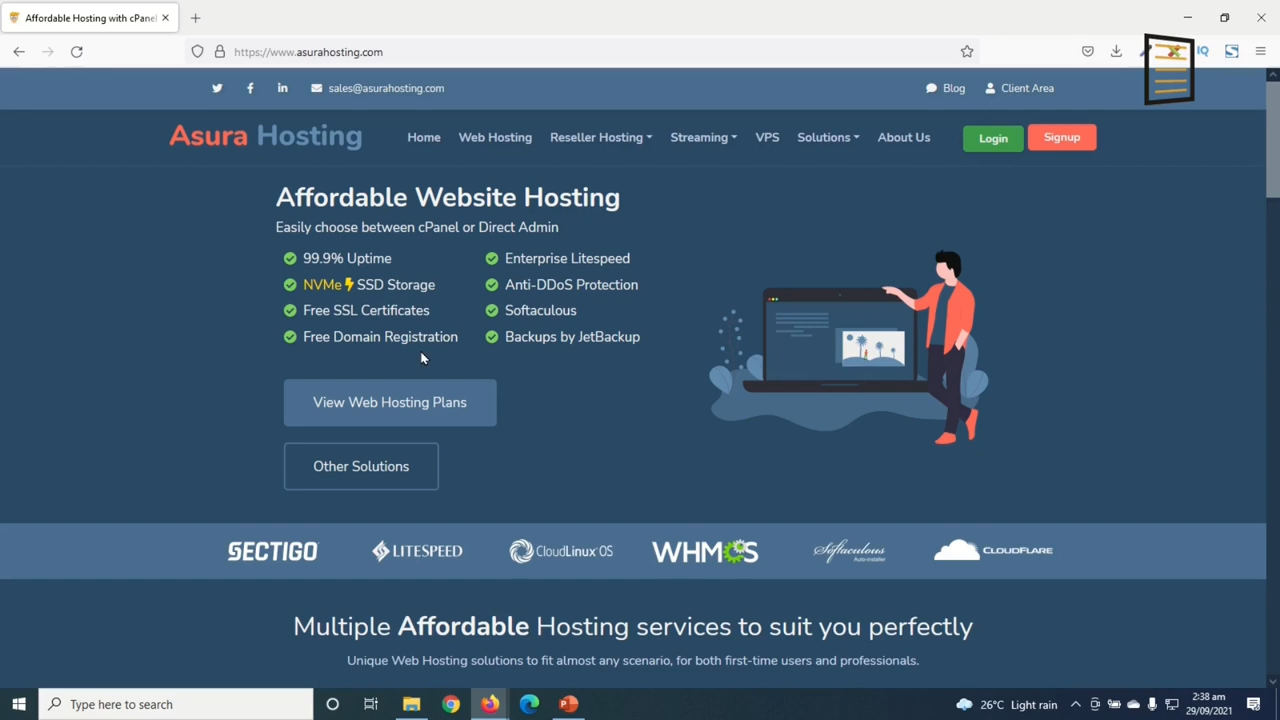 Affordable Hosting with cPanel
https://www.asurahosting.com
IQ
sales@asurahosting.com
Blog
Client Area
Asura Hosting
Home
Web Hosting
Reseller Hosting
Streaming
VPS
Solutions
About Us
Login
Signup
Affordable Website Hosting
Easily choose between cPanel or Direct Admin
99.9% Uptime
Enterprise Litespeed
NVMe SSD Storage
Anti-DDoS Protection
Free SSL Certificates
Softaculous
Free Domain Registration
Backups by JetBackup
View Web Hosting Plans
Other Solutions
SECTIGO
LITESPEED
CloudLinux OS
WHMCS
Softaculous
Auto-installer
CLOUDFLARE
Multiple Affordable Hosting services to suit you perfectly
Unique Web Hosting solutions to fit almost any scenario, for both first-time users and professionals.
Type here to search
26°C Light rain
2:38 am
29/09/2021